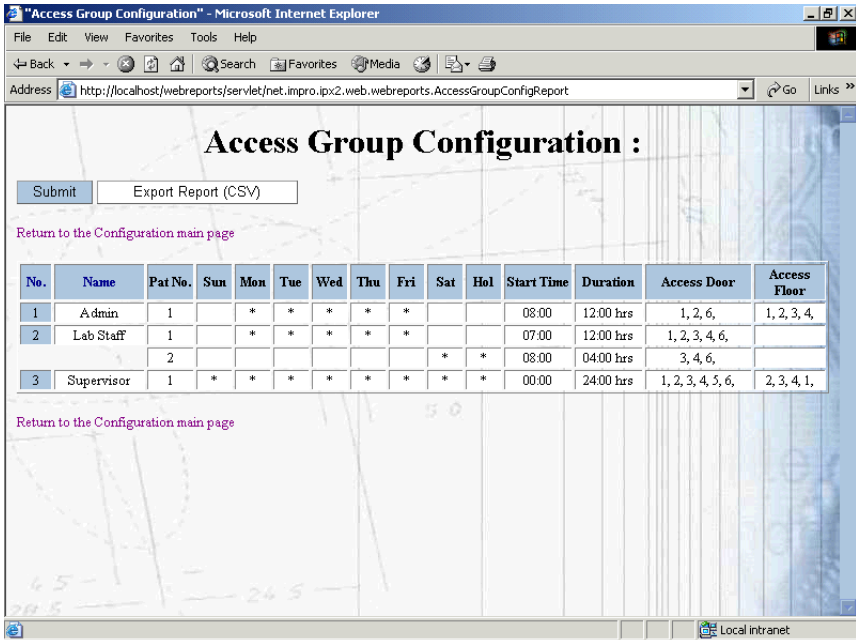 "Access Group Configuration" - Microsoft Internet Explorer
File Edit View Favorites Tools Help
Back Search Favorites Media
Address http://localhost/webreports/servlet/net.impro.ipx2.web.webreports.AccessGroupConfigReport Go Links »
Access Group Configuration :
Submit Export Report (CSV)
Return to the Configuration main page
No. Name Pat No. Sun Mon Tue Wed Thu Fri Sat Hol Start Time Duration Access Door Access Floor
1 Admin 1 * * * * * 08:00 12:00 hrs 1, 2, 6, 1, 2, 3, 4,
2 Lab Staff 1 * * * * * 07:00 12:00 hrs 1, 2, 3, 4, 6,
2 * * 08:00 04:00 hrs 3, 4, 6,
3 Supervisor 1 * * * * * * * * 00:00 24:00 hrs 1, 2, 3, 4, 5, 6, 2, 3, 4, 1,
Return to the Configuration main page
Local intranet